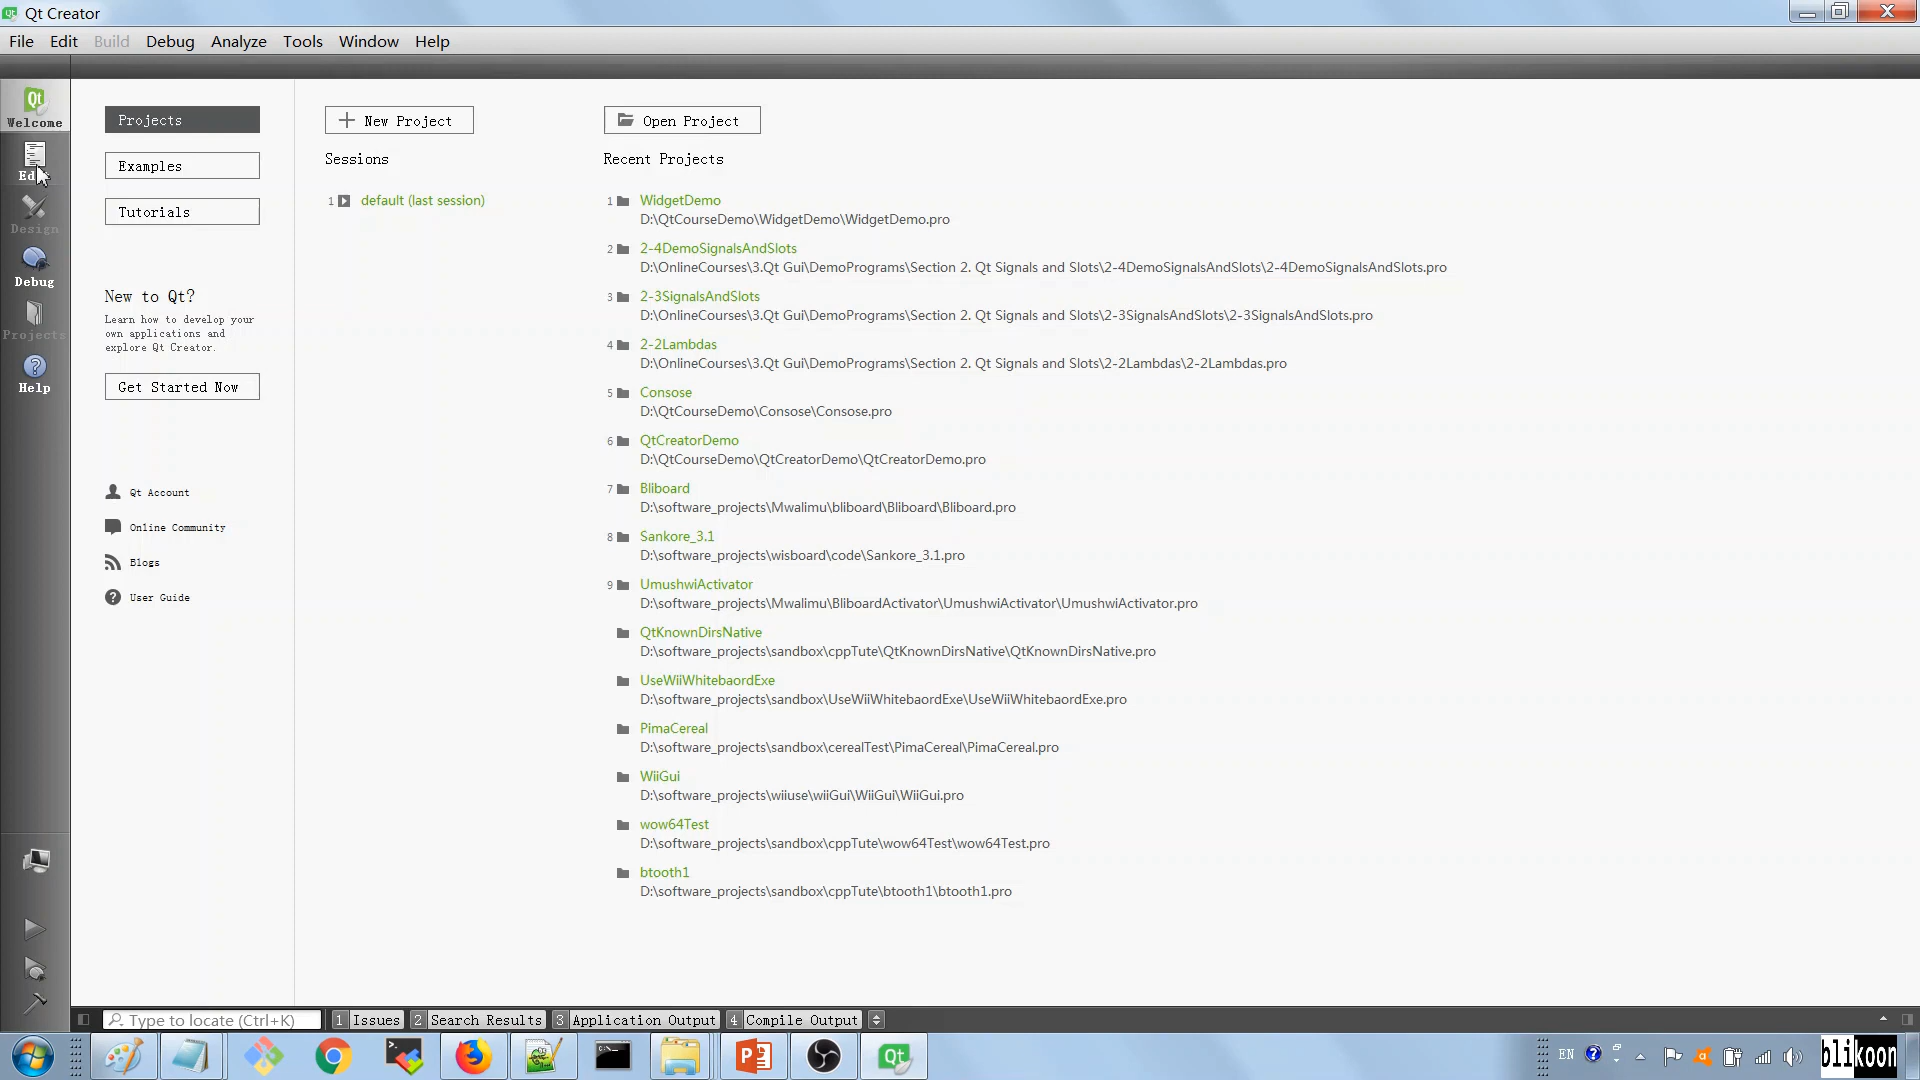 Qt Creator
File Edit Build Debug Analyze Tools Window Help
Qt
Welcome
Edit
Design
Debug
Projects
Help
Projects
Examples
Tutorials
New to Qt?
Learn how to develop your
own applications and
explore Qt Creator.
Get Started Now
Qt Account
Online Community
Blogs
User Guide
New Project
Sessions
1 default (last session)
Open Project
Recent Projects
1 WidgetDemo
D:\QtCourseDemo\WidgetDemo\WidgetDemo.pro
2 2-4DemoSignalsAndSlots
D:\OnlineCourses\3.Qt Gui\DemoPrograms\Section 2. Qt Signals and Slots\2-4DemoSignalsAndSlots\2-4DemoSignalsAndSlots.pro
3 2-3SignalsAndSlots
D:\OnlineCourses\3.Qt Gui\DemoPrograms\Section 2. Qt Signals and Slots\2-3SignalsAndSlots\2-3SignalsAndSlots.pro
4 2-2Lambdas
D:\OnlineCourses\3.Qt Gui\DemoPrograms\Section 2. Qt Signals and Slots\2-2Lambdas\2-2Lambdas.pro
5 Consose
D:\QtCourseDemo\Consose\Consose.pro
6 QtCreatorDemo
D:\QtCourseDemo\QtCreatorDemo\QtCreatorDemo.pro
7 Bliboard
D:\software_projects\Mwalimu\bliboard\Bliboard\Bliboard.pro
8 Sankore_3.1
D:\software_projects\wisboard\code\Sankore_3.1.pro
9 UmushwiActivator
D:\software_projects\Mwalimu\BliboardActivator\UmushwiActivator\UmushwiActivator.pro
QtKnownDirsNative
D:\software_projects\sandbox\cppTute\QtKnownDirsNative\QtKnownDirsNative.pro
UseWiiWhitebaordExe
D:\software_projects\sandbox\UseWiiWhitebaordExe\UseWiiWhitebaordExe.pro
PimaCereal
D:\software_projects\sandbox\cerealTest\PimaCereal\PimaCereal.pro
WiiGui
D:\software_projects\wiiuse\wiiGui\WiiGui\WiiGui.pro
wow64Test
D:\software_projects\sandbox\cppTute\wow64Test\wow64Test.pro
btooth1
D:\software_projects\sandbox\cppTute\btooth1\btooth1.pro
Type to locate (Ctrl+K) 1 Issues 2 Search Results 3 Application Output 4 Compile Output
EN
blikoon